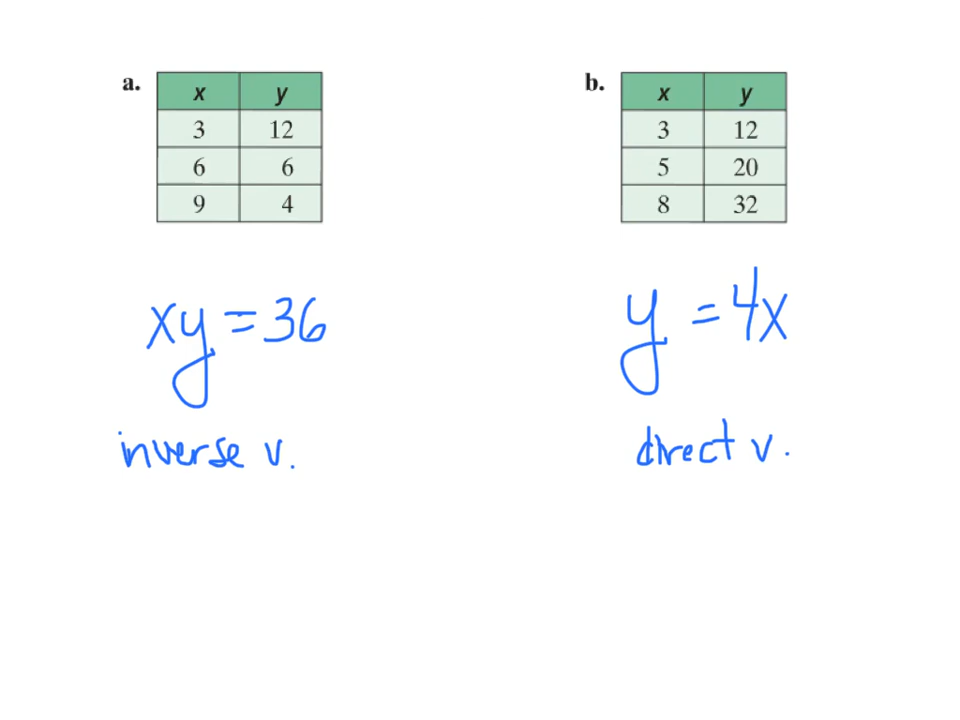 a.
x y
3 12
6 6
9 4
xy = 36
inverse v.
b.
x y
3 12
5 20
8 32
y = 4x
direct v.